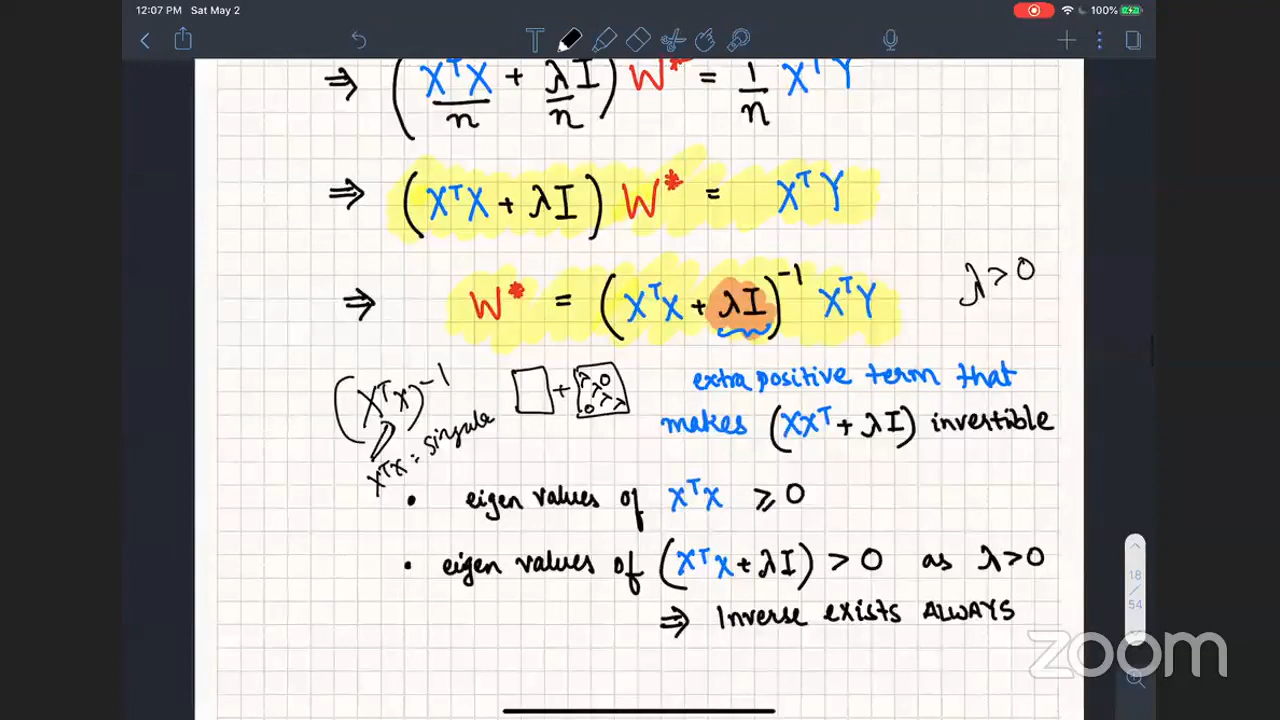 12:07 PM Sat May 2 100%
⇒ (XᵀX/n + λI/n) W* = 1/n XᵀY
⇒ (XᵀX + λI) W* = XᵀY
⇒ W* = (XᵀX + λI)⁻¹ XᵀY λ>0
(XᵀX)⁻¹ □ + λ λ λ λ 0 0
extra positive term that
makes (XXᵀ + λI) invertible
XᵀX = singular
• eigen values of XᵀX ≥ 0
• eigen values of (XᵀX + λI) > 0 as λ>0
⇒ Inverse exists ALWAYS
18
/
54
zoom